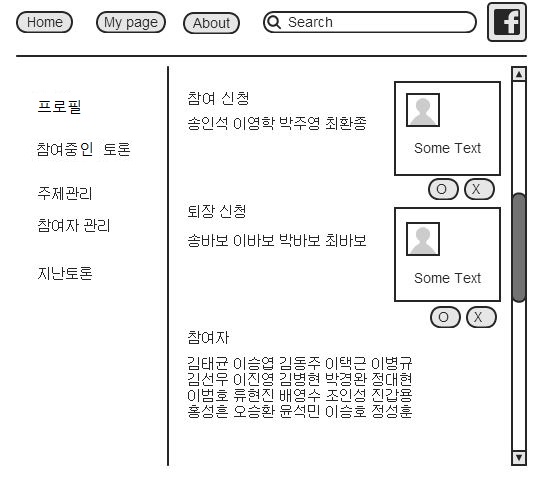 Home My page About Search f
프로필
참여중인 토론
주제관리
참여자 관리
지난토론
참여 신청
송인석 이영학 박주영 최환종
Some Text
O X
퇴장 신청
송바보 이바보 박바보 최바보
Some Text
O X
참여자
김태균 이승엽 김동주 이택근 이병규
김선우 이진영 김병현 박경완 정대현
이범호 류현진 배영수 조인성 진갑용
홍성흔 오승환 윤석민 이승호 정성훈